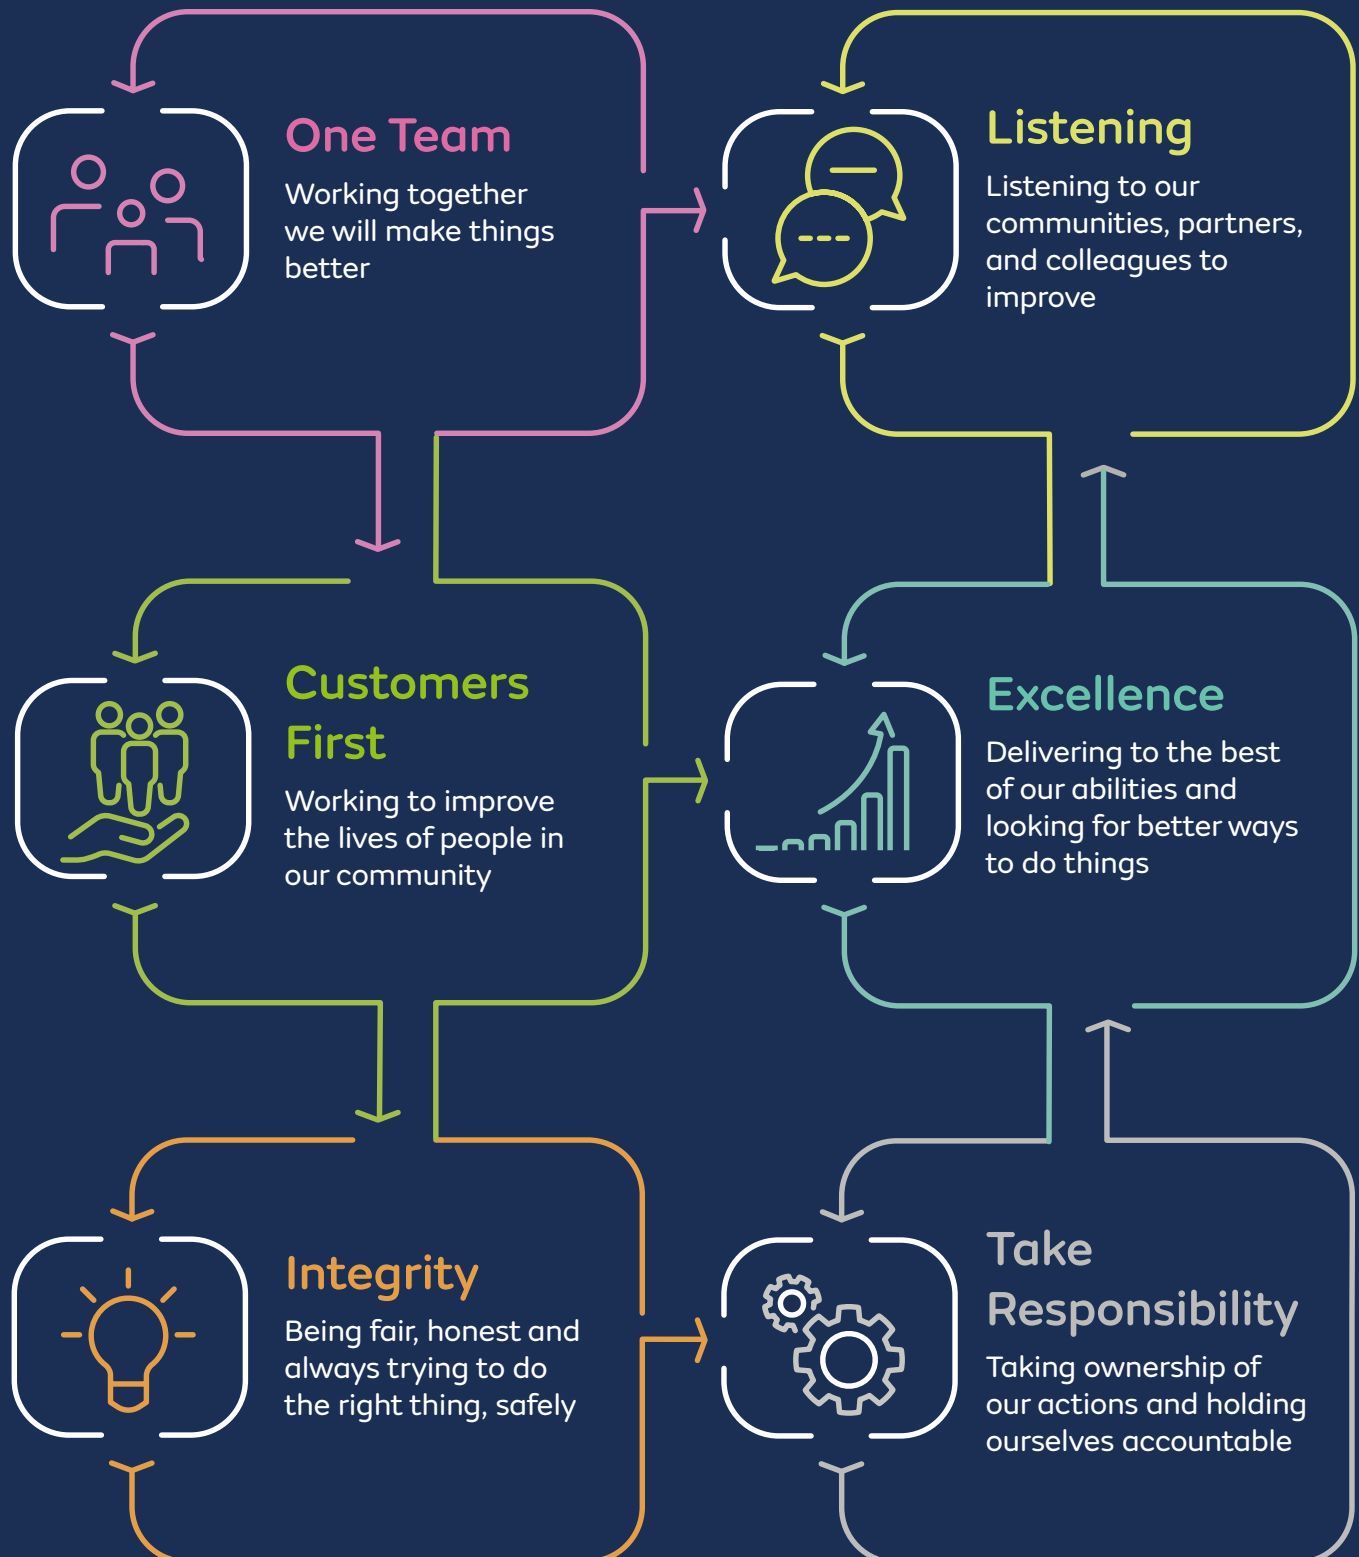 One Team
Working together
we will make things
better
Listening
Listening to our
communities, partners,
and colleagues to
improve
Customers
First
Working to improve
the lives of people in
our community
Excellence
Delivering to the best
of our abilities and
looking for better ways
to do things
Integrity
Being fair, honest and
always trying to do
the right thing, safely
Take
Responsibility
Taking ownership of
our actions and holding
ourselves accountable